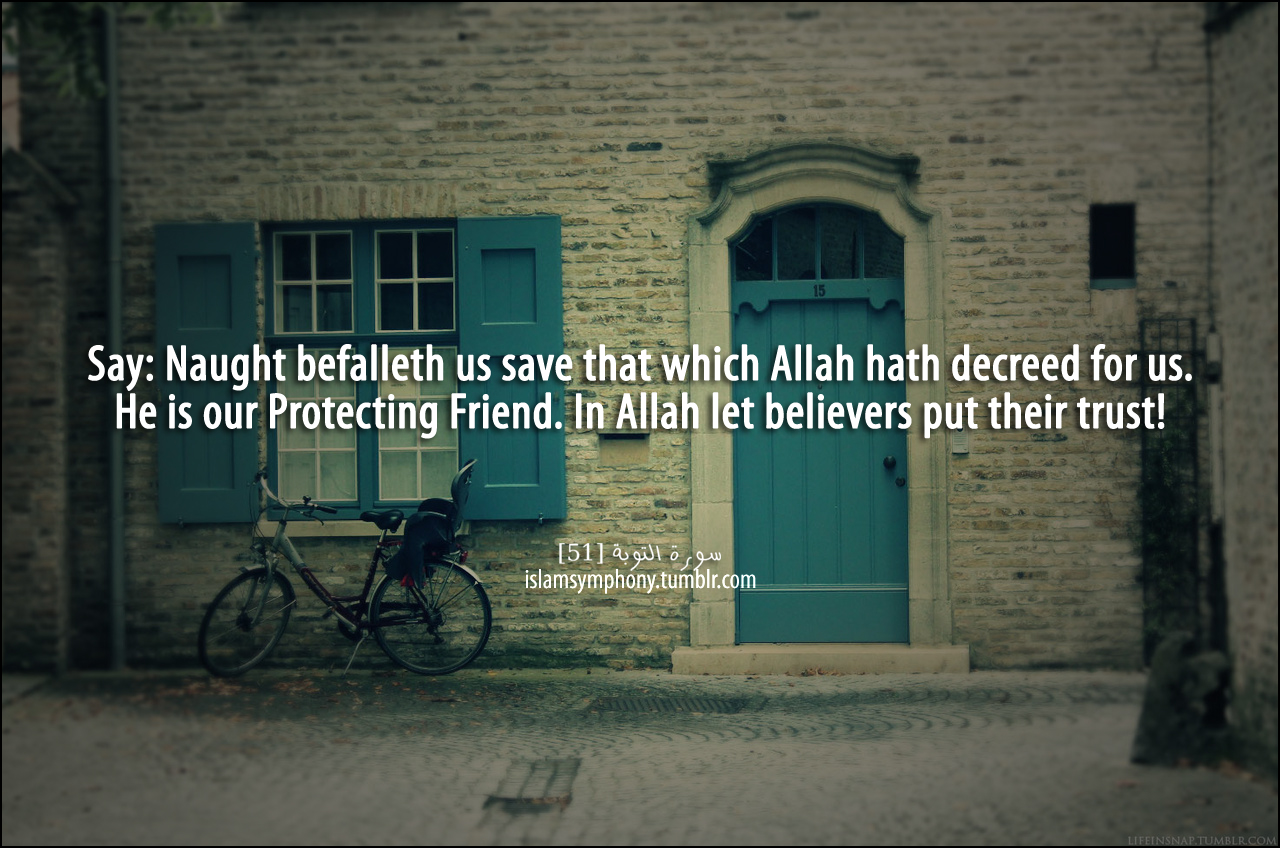 15
Say: Naught befalleth us save that which Allah hath decreed for us.
He is our Protecting Friend. In Allah let believers put their trust!
سورة التوبة [51]
islamsymphony.tumblr.com
LIFEINSNAP.TUMBLR.COM